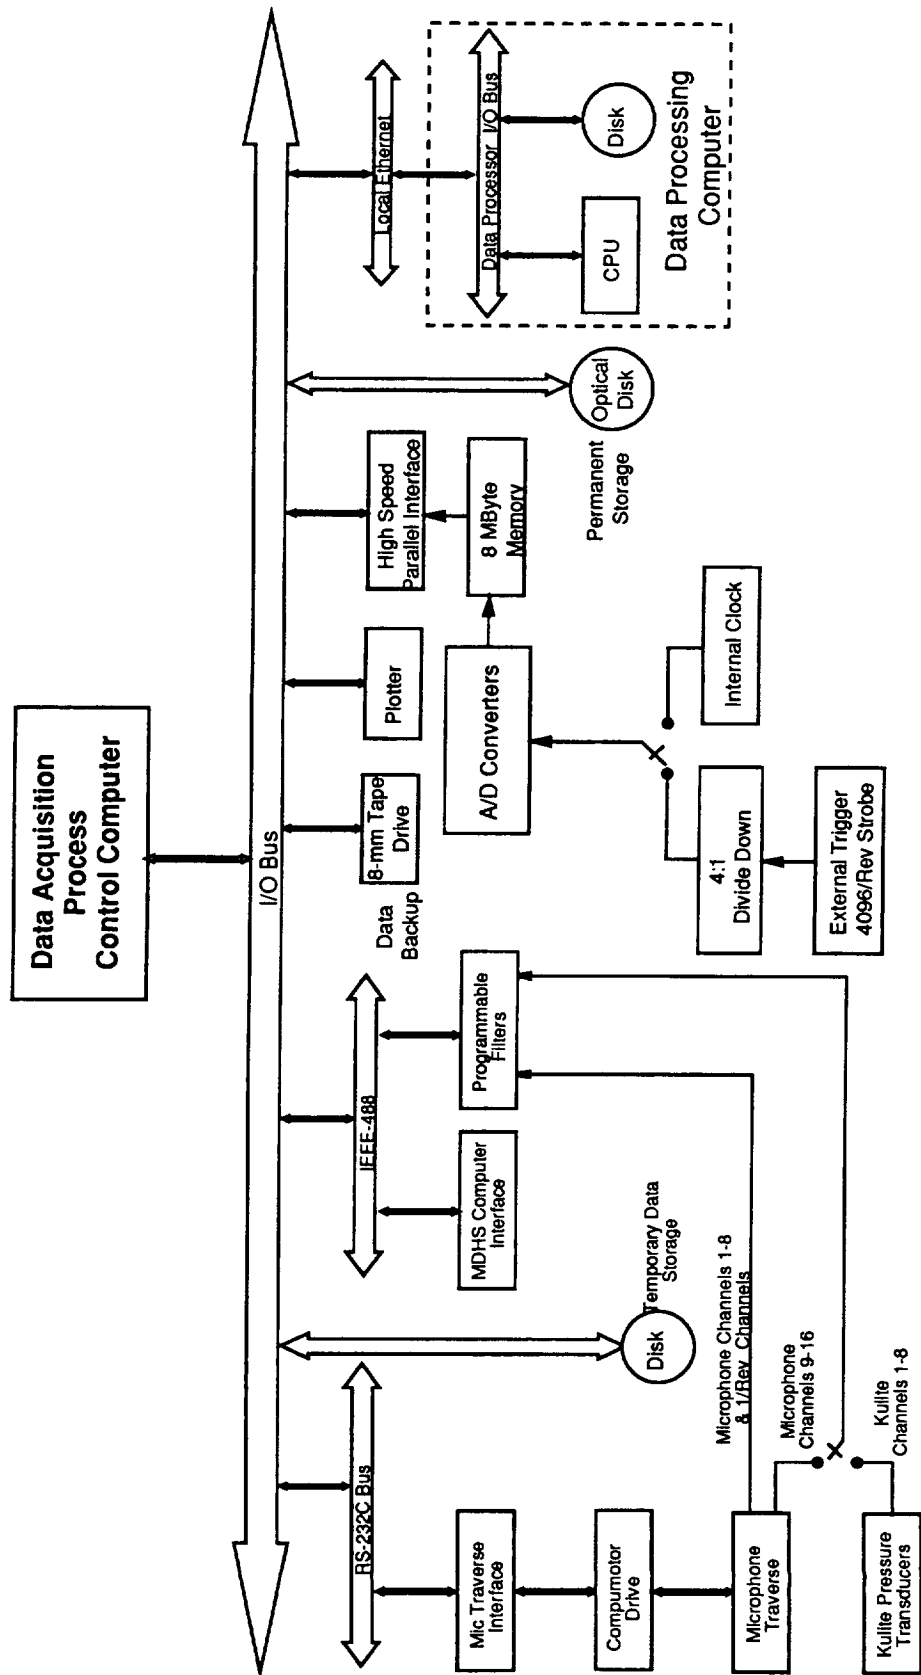 Data Acquisition
Process
Control Computer
I/O Bus
RS-232C Bus
Mic Traverse
Interface
Compumotor
Drive
Microphone
Traverse
Kulite Pressure
Transducers
Disk
Temporary Data
Storage
Microphone Channels 1-8
& 1/Rev Channels
Microphone
Channels 9-16
Kulite
Channels 1-8
IEEE-488
MDHS Computer
Interface
Programmable
Filters
8-mm Tape
Drive
Data
Backup
Plotter
High Speed
Parallel Interface
8 MByte
Memory
A/D Converters
4:1
Divide Down
Internal Clock
External Trigger
4096/Rev Strobe
Optical
Disk
Permanent
Storage
Local Ethernet
Data Processor I/O Bus
CPU
Disk
Data Processing
Computer